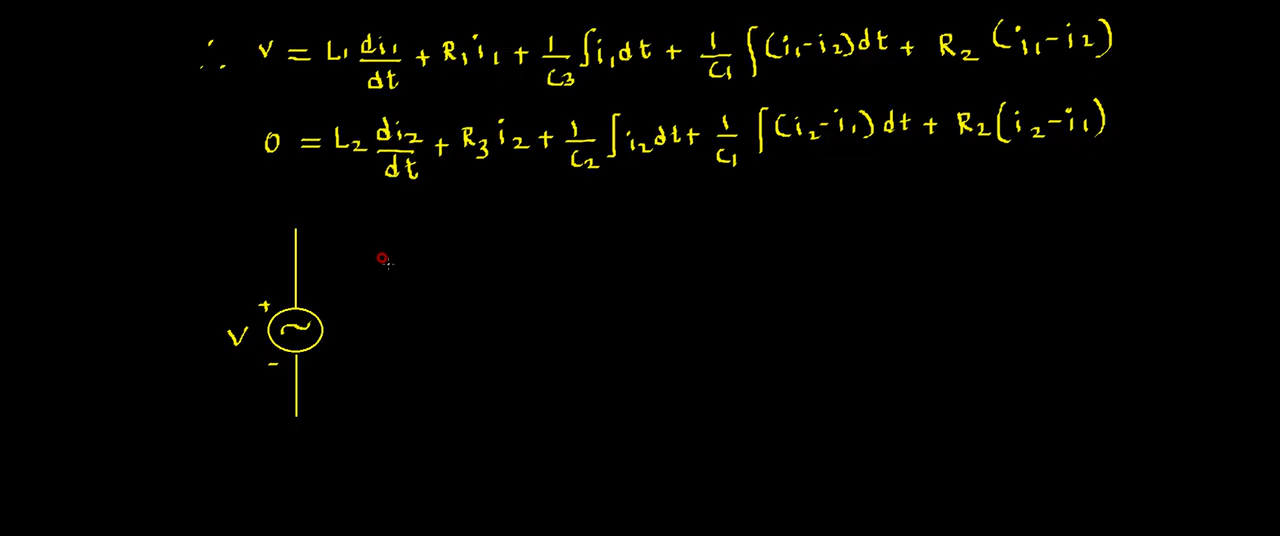 ∴ V = L₁ di₁/dt + R₁i₁ + 1/C₃ ∫i₁dt + 1/C₁ ∫(i₁-i₂)dt + R₂(i₁-i₂)
0 = L₂ di₂/dt + R₃i₂ + 1/C₂ ∫i₂dt + 1/C₁ ∫(i₂-i₁)dt + R₂(i₂-i₁)
+
V ~
-